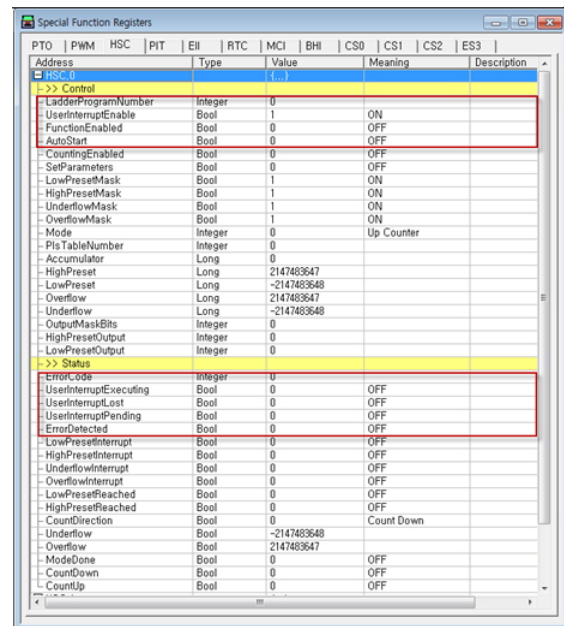 Special Function Registers
PTO | PWM HSC |PIT | EII | RTC | MCI | BHI | CS0 | CS1 | CS2 | ES3 |
Address Type Value Meaning Description
HSC,0 {,,,}
>> Control
LadderProgramNumber Integer 0
UserInterruptEnable Bool 1 ON
FunctionEnabled Bool 0 OFF
AutoStart Bool 0 OFF
CountingEnabled Bool 0 OFF
SetParameters Bool 0 OFF
LowPresetMask Bool 1 ON
HighPresetMask Bool 1 ON
UnderflowMask Bool 1 ON
OverflowMask Bool 1 ON
Mode Integer 0 Up Counter
PlsTableNumber Integer 0
Accumulator Long 0
HighPreset Long 2147483647
LowPreset Long -2147483648
Overflow Long 2147483647
Underflow Long -2147483648
OutputMaskBits Integer 0
HighPresetOutput Integer 0
LowPresetOutput Integer 0
>> Status
ErrorCode Integer 0
UserInterruptExecuting Bool 0 OFF
UserInterruptLost Bool 0 OFF
UserInterruptPending Bool 0 OFF
ErrorDetected Bool 0 OFF
LowPresetInterrupt Bool 0 OFF
HighPresetInterrupt Bool 0 OFF
UnderflowInterrupt Bool 0 OFF
OverflowInterrupt Bool 0 OFF
LowPresetReached Bool 0 OFF
HighPresetReached Bool 0 OFF
CountDirection Bool 0 Count Down
Underflow Bool -2147483648
Overflow Bool 2147483647
ModeDone Bool 0 OFF
CountDown Bool 0 OFF
CountUp Bool 0 OFF